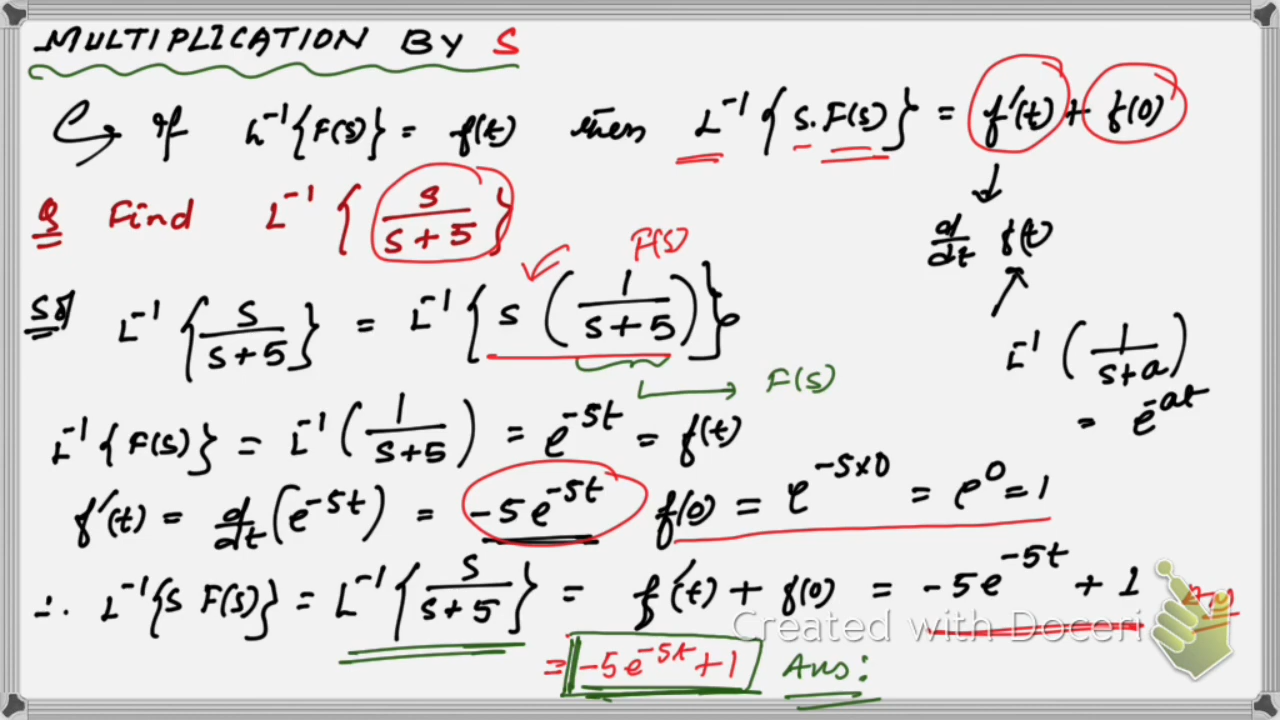 MULTIPLICATION BY S
If L⁻¹{F(s)} = f(t) then L⁻¹{s.F(s)} = f'(t) + f(0)
d/dt f(t)
Q Find L⁻¹{s/(s+5)}
F(s)
Sol L⁻¹{s/(s+5)} = L⁻¹{s(1/(s+5))}
F(s)
L⁻¹(1/(s+a)) = e^(-at)
L⁻¹{F(s)} = L⁻¹(1/(s+5)) = e^(-5t) = f(t)
f'(t) = d/dt(e^(-5t)) = -5e^(-5t) f(0) = e^(-5×0) = e^0 = 1
∴ L⁻¹{s F(s)} = L⁻¹{s/(s+5)} = f'(t) + f(0) = -5e^(-5t) + 1
Created with Doceri
= -5e^(-5t) + 1 Ans: